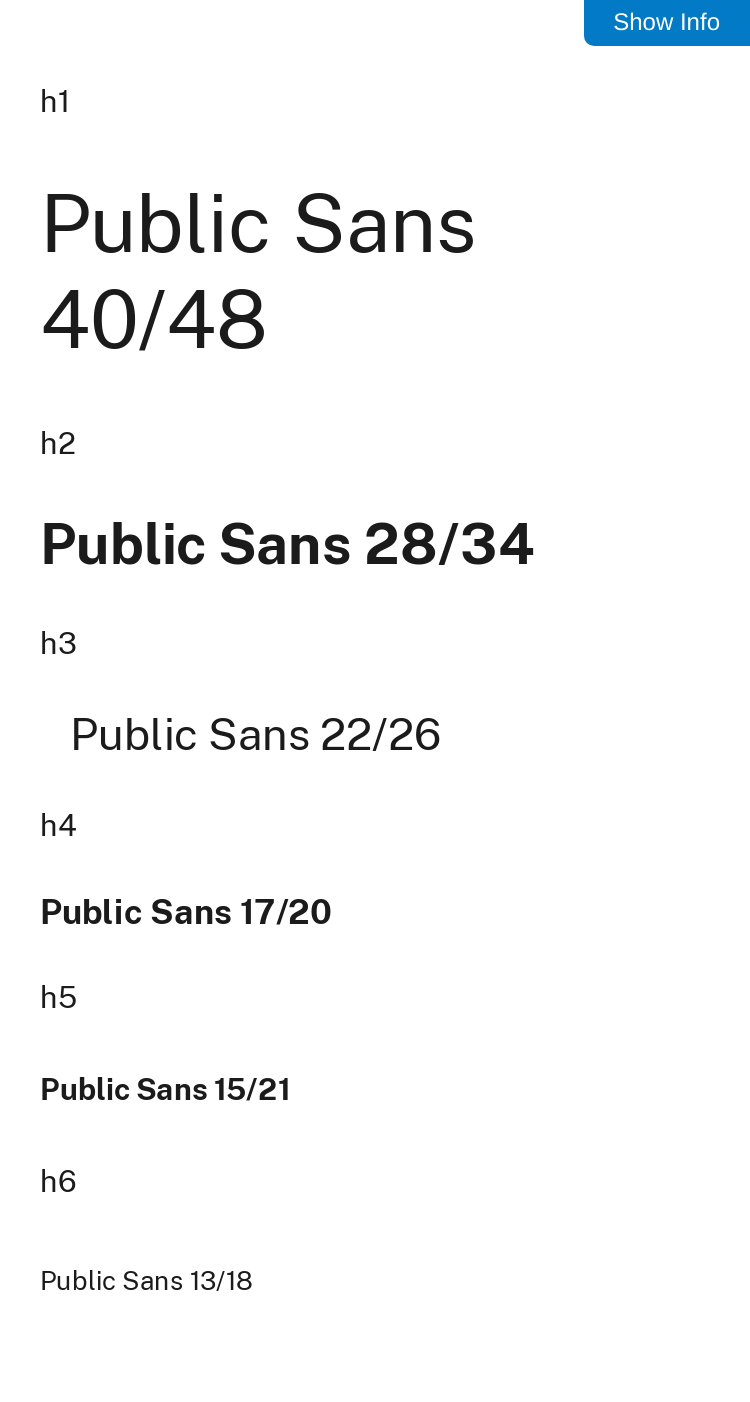 Show Info
h1
Public Sans
40/48
h2
Public Sans 28/34
h3
Public Sans 22/26
h4
Public Sans 17/20
h5
Public Sans 15/21
h6
Public Sans 13/18